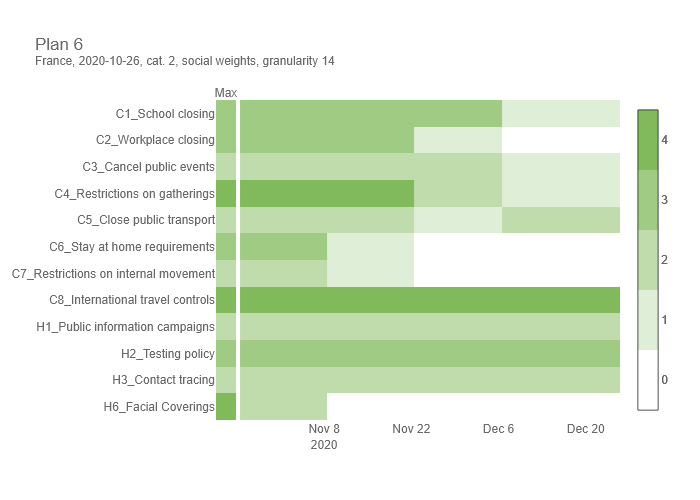 Plan 6
France, 2020-10-26, cat. 2, social weights, granularity 14
Max
C1_School closing
C2_Workplace closing
C3_Cancel public events
C4_Restrictions on gatherings
C5_Close public transport
C6_Stay at home requirements
C7_Restrictions on internal movement
C8_International travel controls
H1_Public information campaigns
H2_Testing policy
H3_Contact tracing
H6_Facial Coverings
Nov 8
2020
Nov 22
Dec 6
Dec 20
4
3
2
1
0